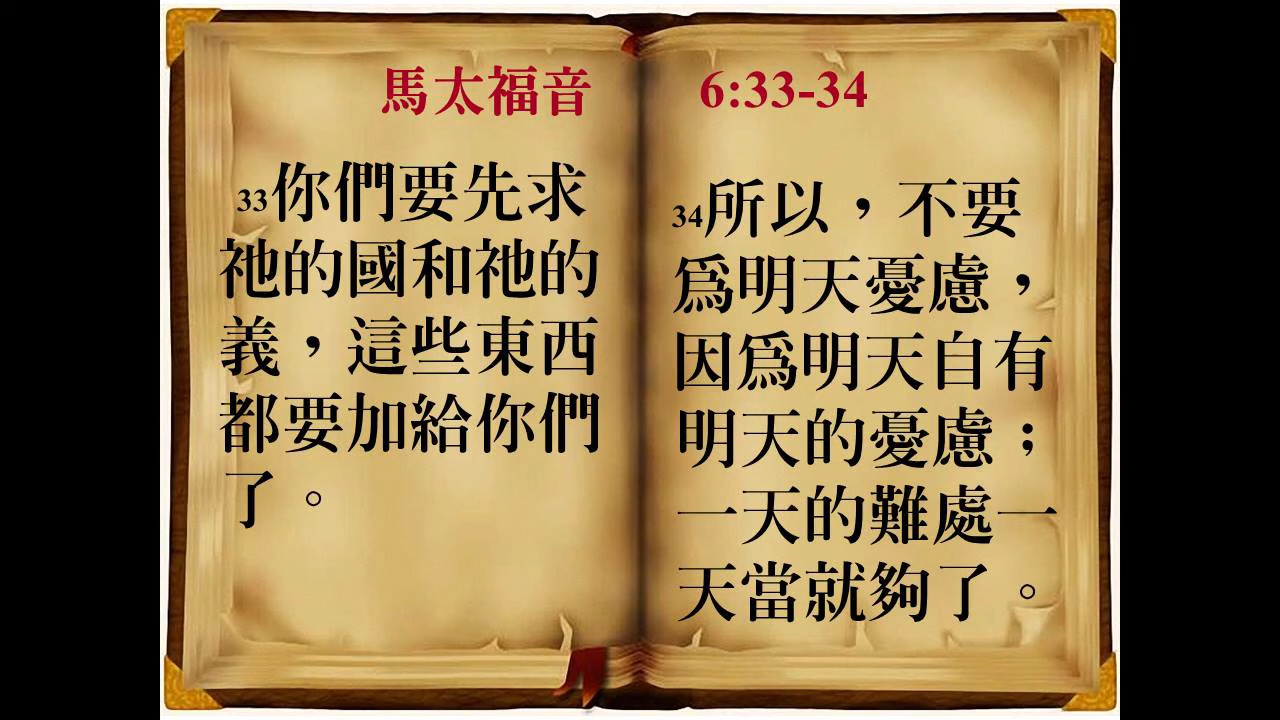 馬太福音 6:33-34
33你們要先求
祂的國和祂的
義，這些東西
都要加給你們
了。
34所以，不要
爲明天憂慮，
因爲明天自有
明天的憂慮；
一天的難處一
天當就夠了。